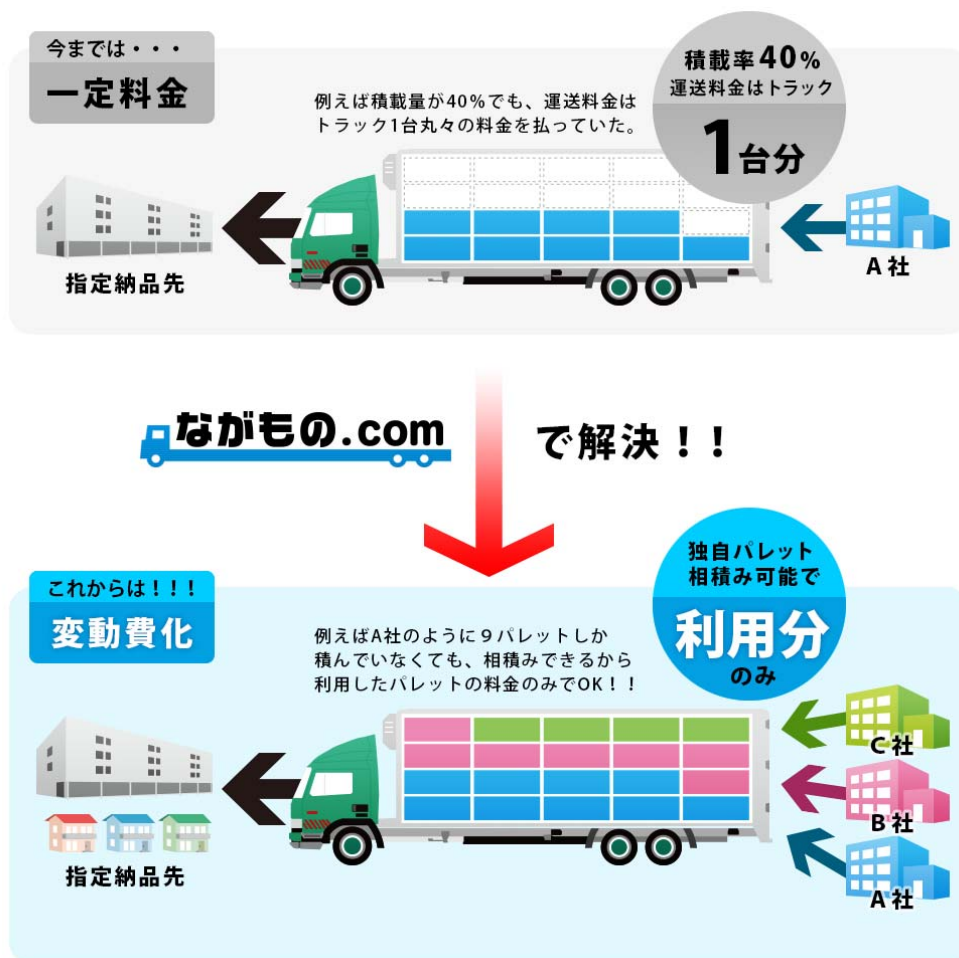 今までは・・・
一定料金
例えば積載量が40%でも、運送料金は
トラック1台丸々の料金を払っていた。
積載率40%
運送料金はトラック
1台分
指定納品先
A社
ながもの.com
で解決！！
これからは！！！
変動費化
例えばA社のように９パレットしか
積んでいなくても、相積みできるから
利用したパレットの料金のみでOK！！
独自パレット
相積み可能で
利用分
のみ
指定納品先
C社
B社
A社